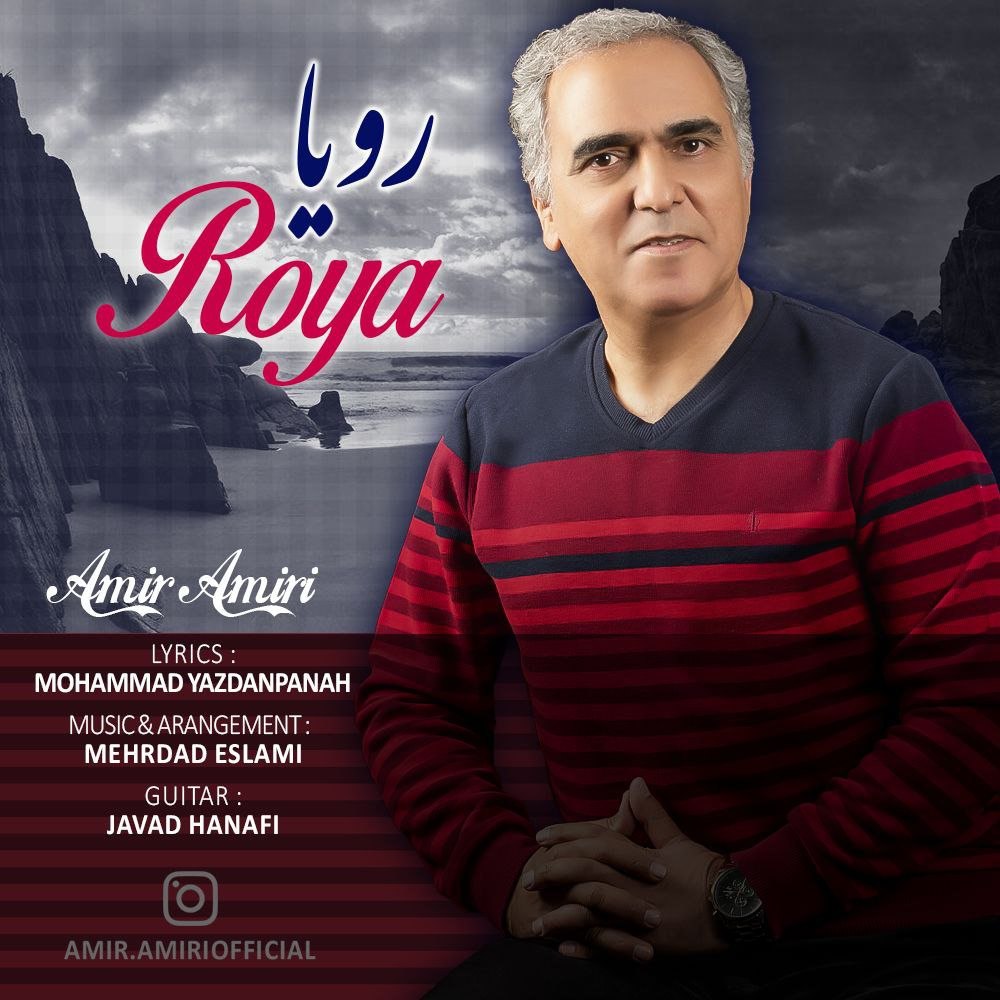 رویا
Roya
Amir Amiri
LYRICS :
MOHAMMAD YAZDANPANAH
MUSIC & ARANGEMENT :
MEHRDAD ESLAMI
GUITAR :
JAVAD HANAFI
AMIR.AMIRIOFFICIAL